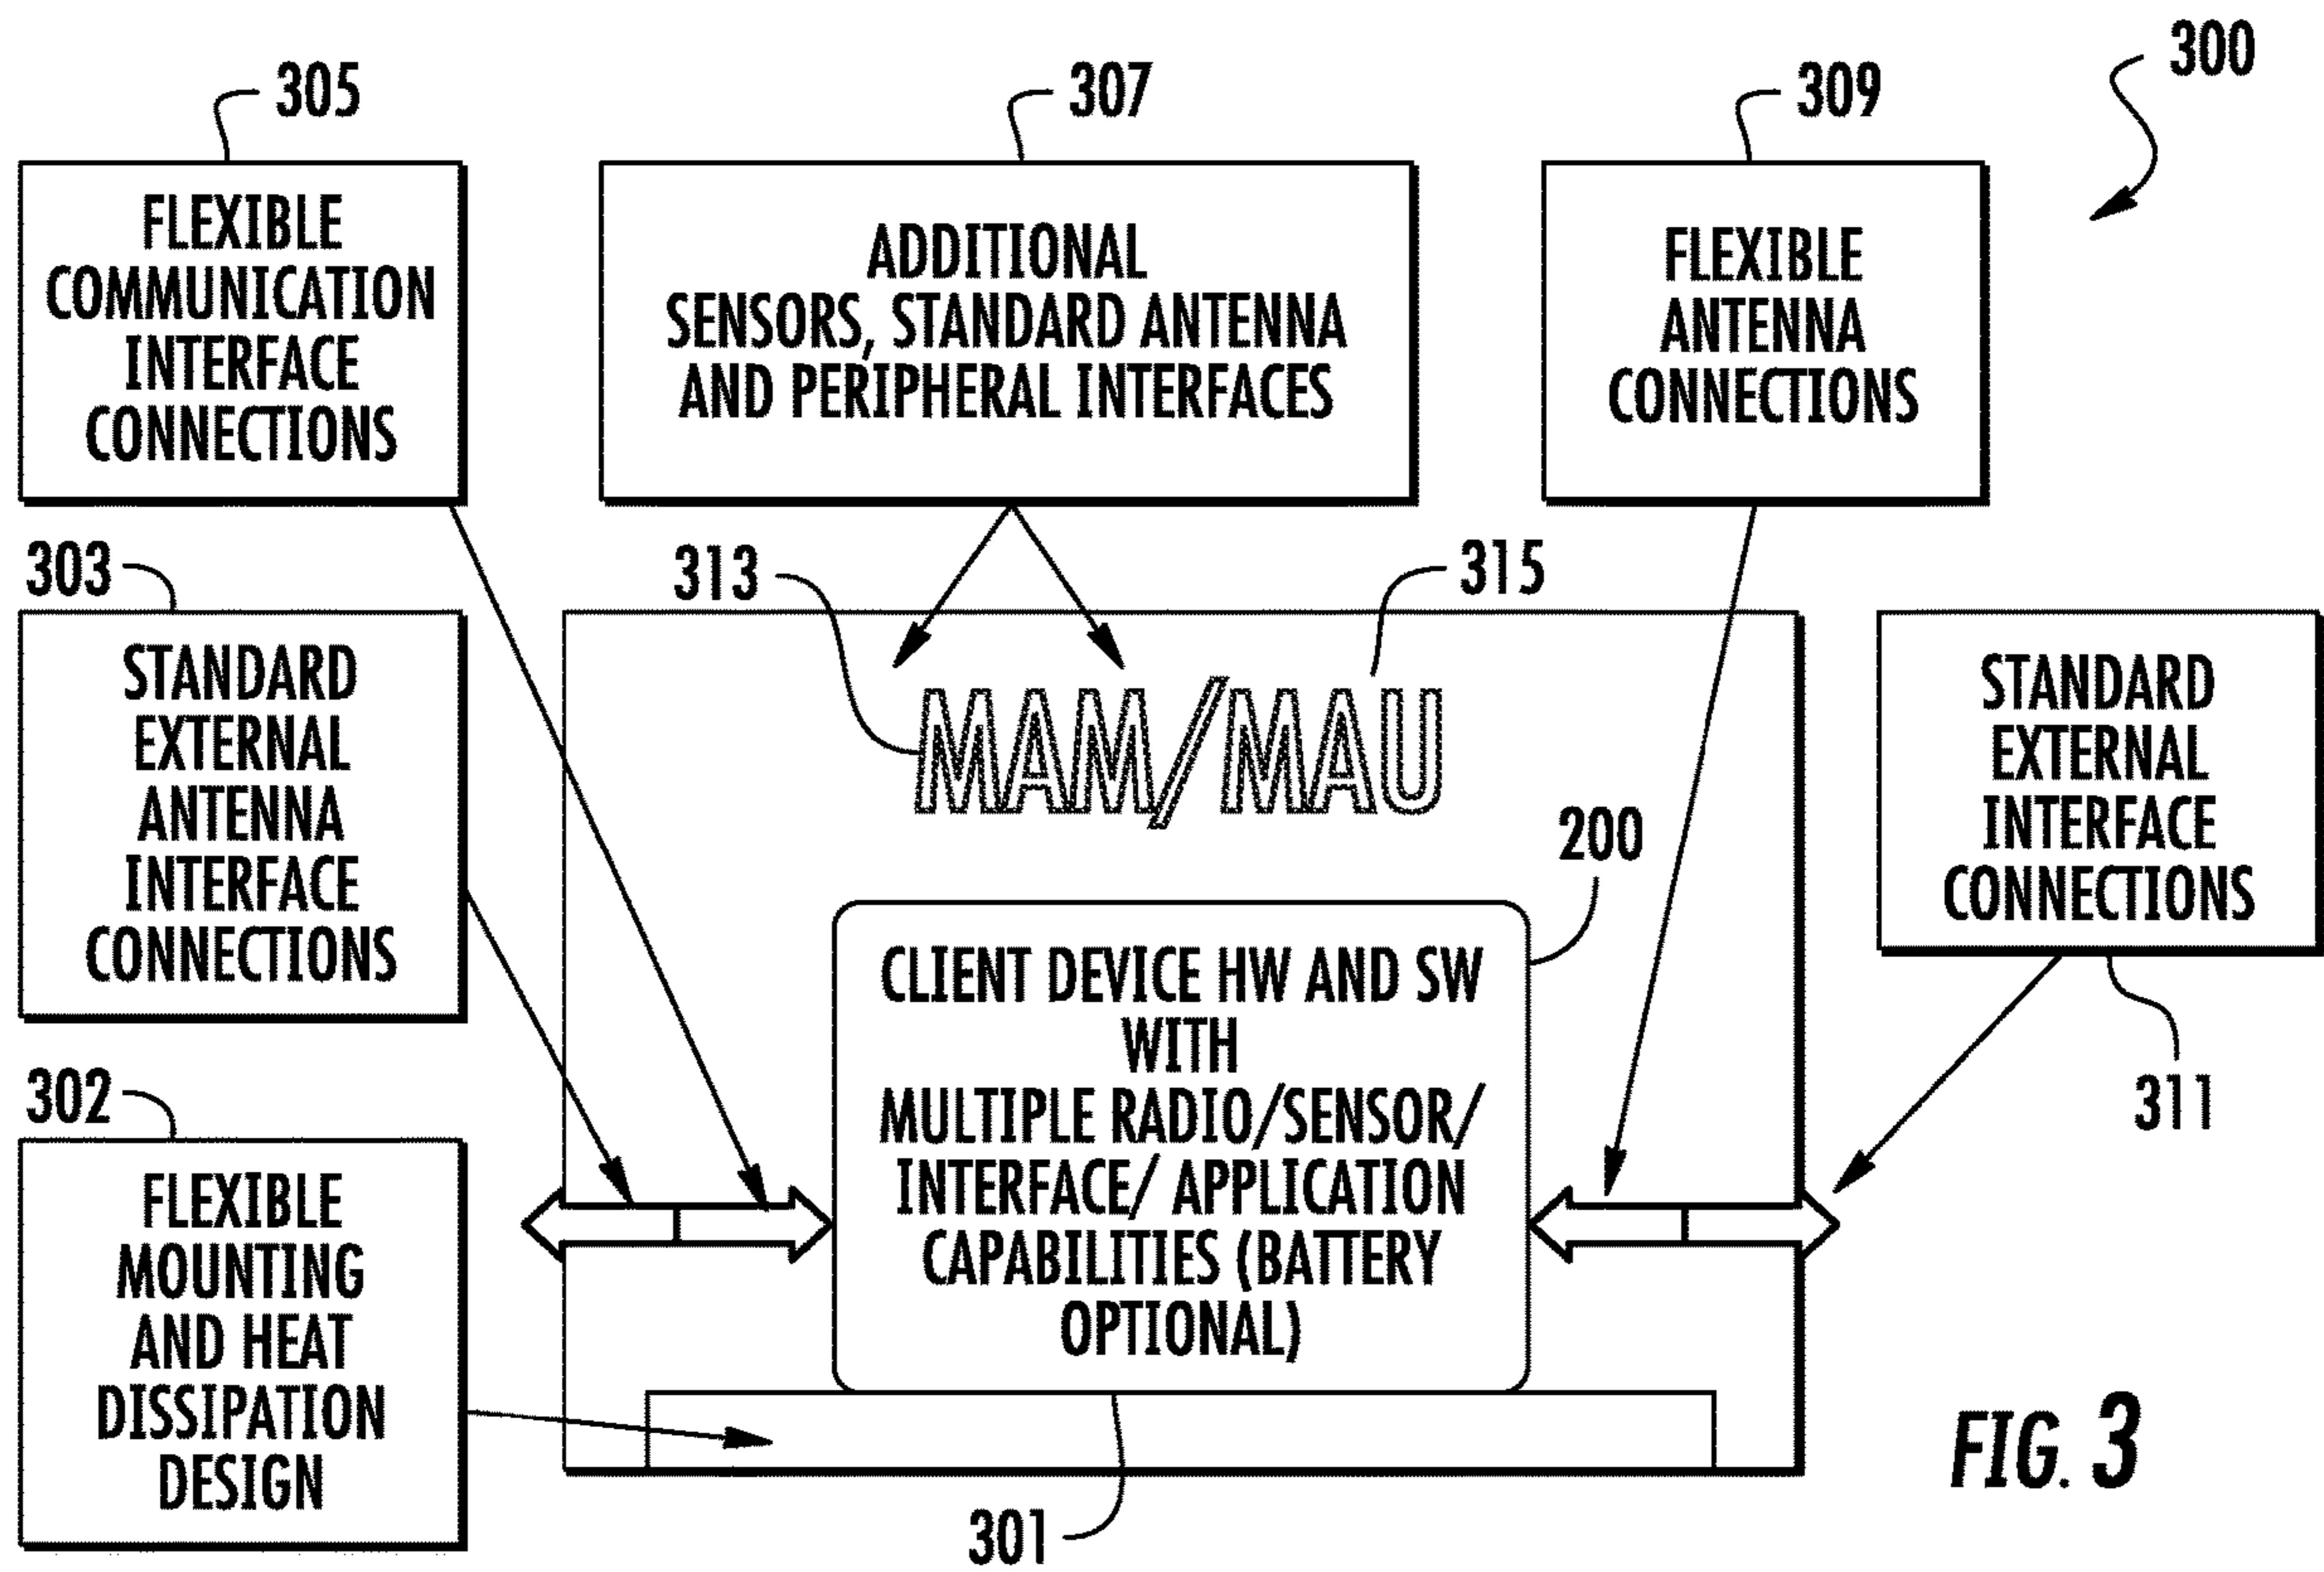 300
305
FLEXIBLE
COMMUNICATION
INTERFACE
CONNECTIONS
307
ADDITIONAL
SENSORS, STANDARD ANTENNA
AND PERIPHERAL INTERFACES
309
FLEXIBLE
ANTENNA
CONNECTIONS
303
STANDARD
EXTERNAL
ANTENNA
INTERFACE
CONNECTIONS
313
315
MAM/MAU
STANDARD
EXTERNAL
INTERFACE
CONNECTIONS
311
200
CLIENT DEVICE HW AND SW
WITH
MULTIPLE RADIO/SENSOR/
INTERFACE/ APPLICATION
CAPABILITIES (BATTERY
OPTIONAL)
302
FLEXIBLE
MOUNTING
AND HEAT
DISSIPATION
DESIGN
301
FIG. 3